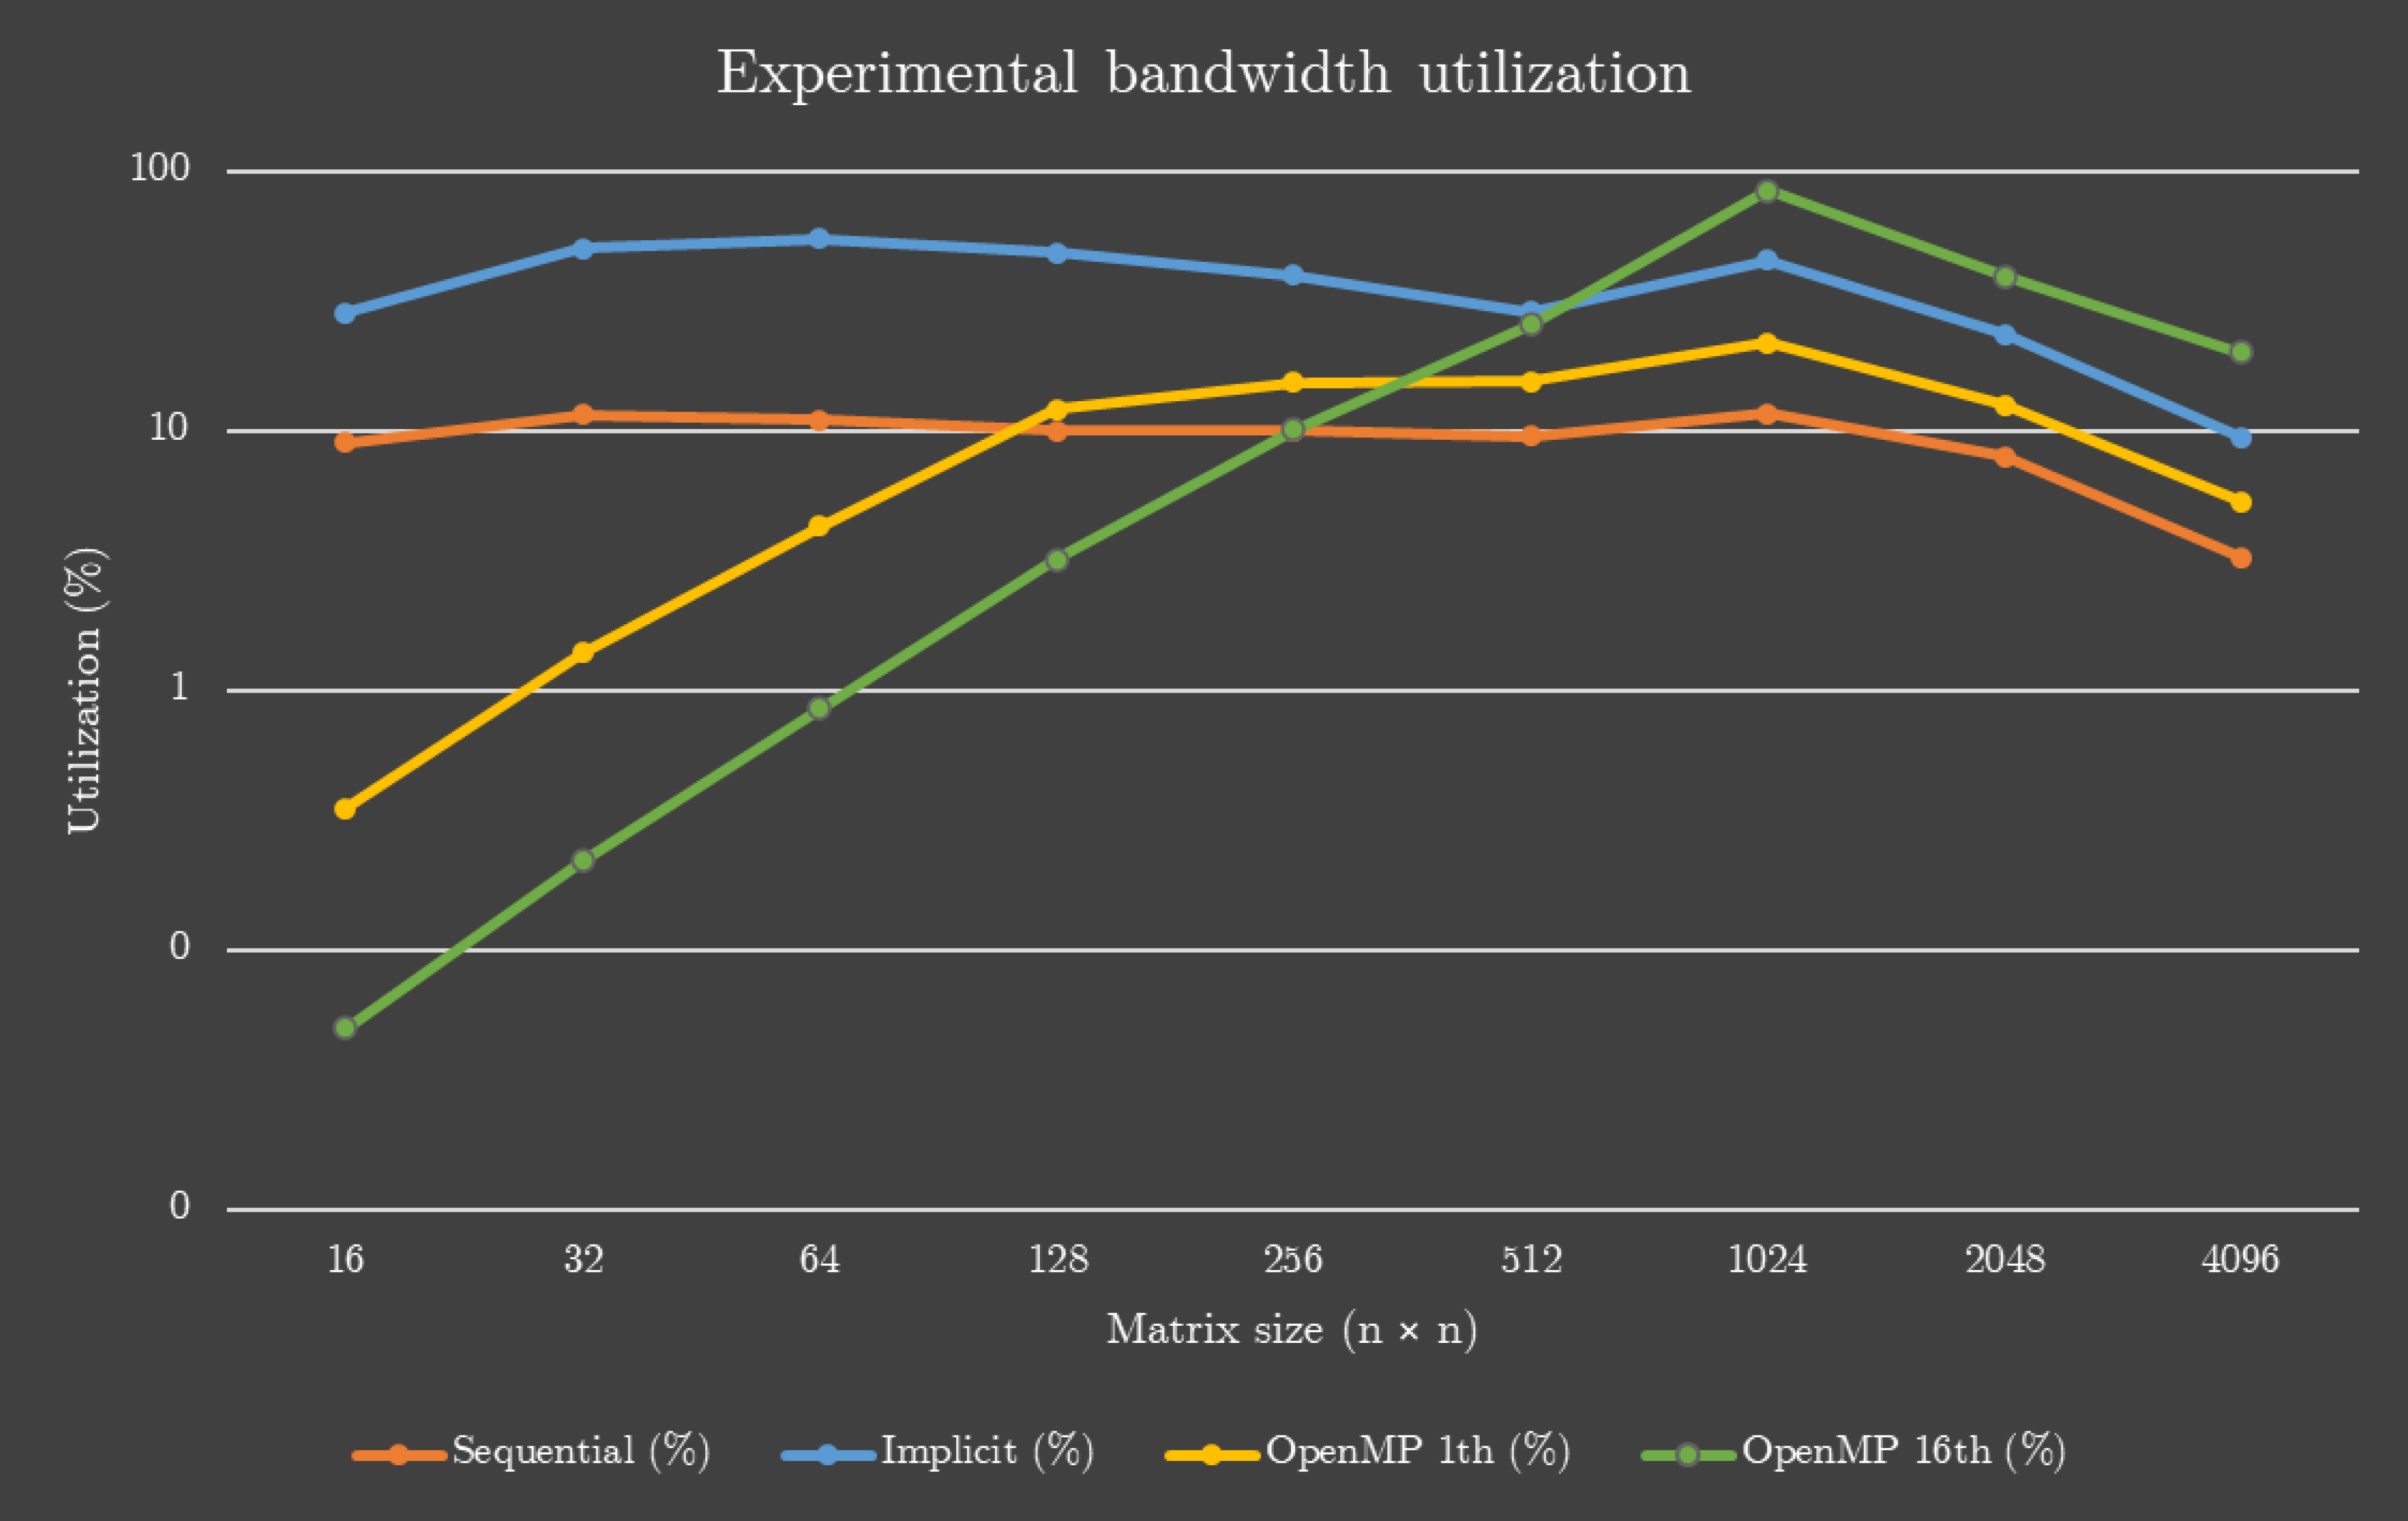 Experimental bandwidth utilization
100
10
1
0
0
Utilization (%)
16 32 64 128 256 512 1024 2048 4096
Matrix size (n × n)
Sequential (%) Implicit (%) OpenMP 1th (%) OpenMP 16th (%)